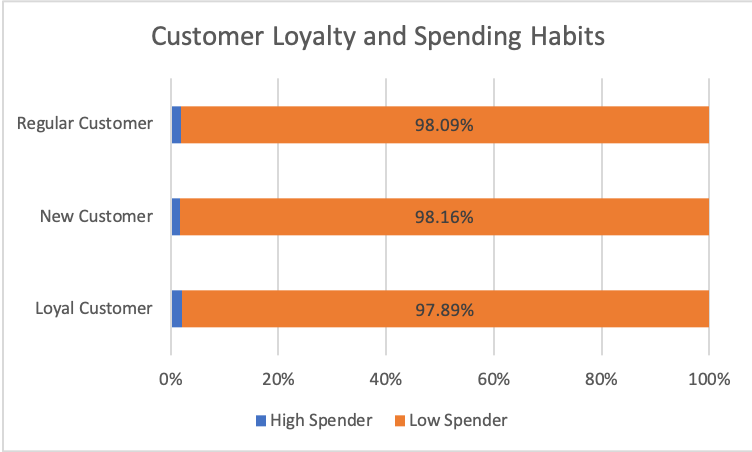 Customer Loyalty and Spending Habits
Regular Customer
98.09%
New Customer
98.16%
Loyal Customer
97.89%
0% 20% 40% 60% 80% 100%
High Spender Low Spender